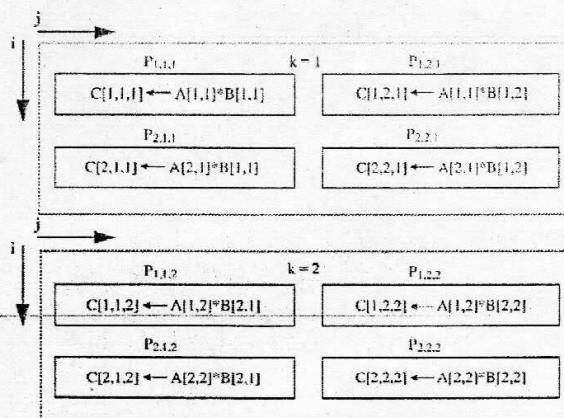 j
i
P1,1,1 k = 1 P1,2,1
C[1,1,1] ← A[1,1]*B[1,1] C[1,2,1] ← A[1,1]*B[1,2]
P2,1,1 P2,2,1
C[2,1,1] ← A[2,1]*B[1,1] C[2,2,1] ← A[2,1]*B[1,2]
j
i
P1,1,2 k = 2 P1,2,2
C[1,1,2] ← A[1,2]*B[2,1] C[1,2,2] ← A[1,2]*B[2,2]
P2,1,2 P2,2,2
C[2,1,2] ← A[2,2]*B[2,1] C[2,2,2] ← A[2,2]*B[2,2]